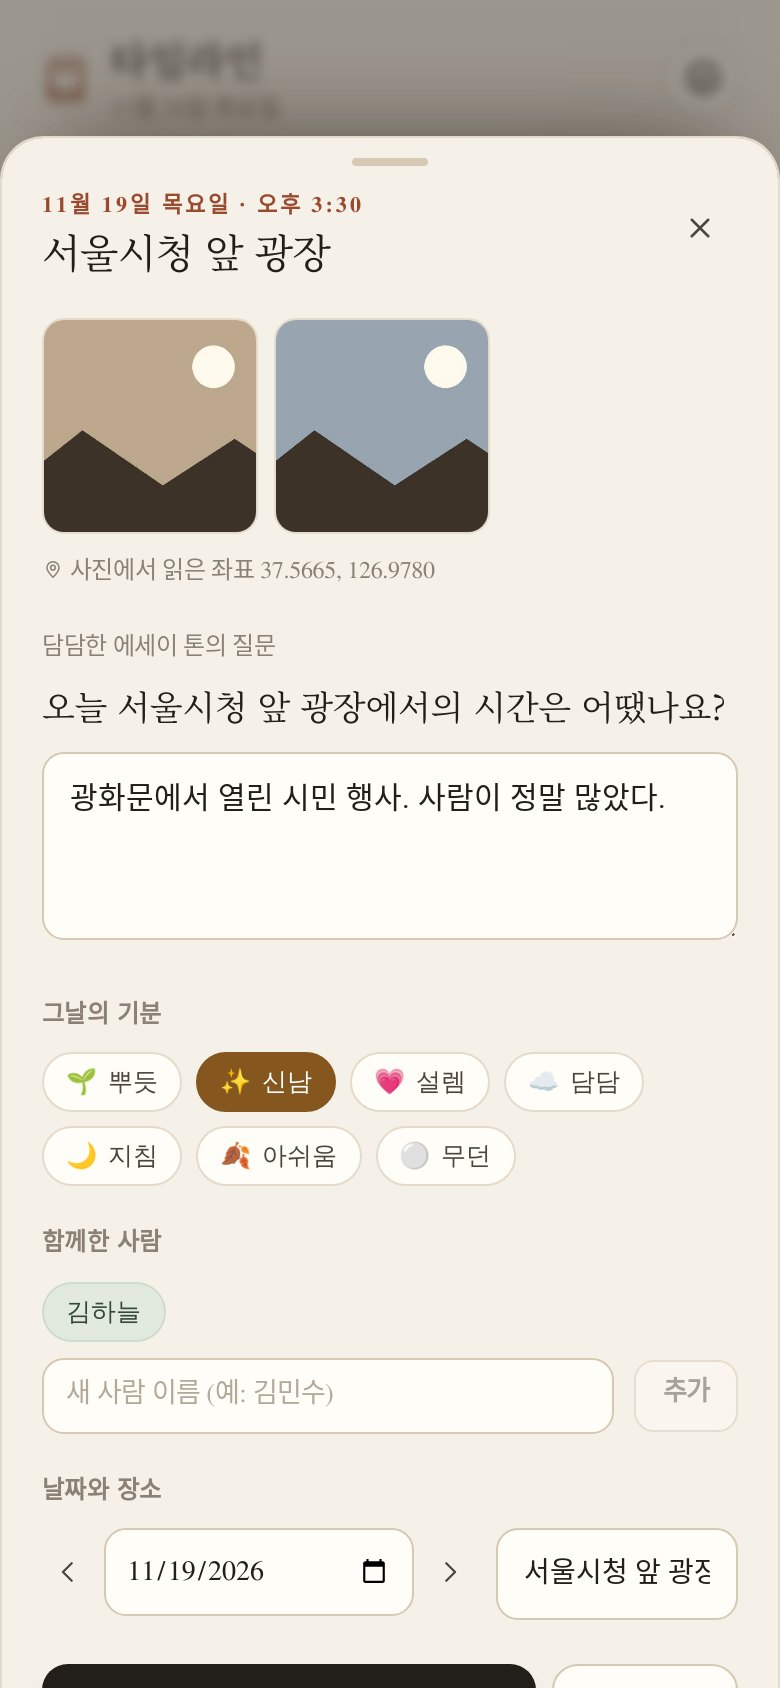 11월 19일 목요일 · 오후 3:30
서울시청 앞 광장
사진에서 읽은 좌표 37.5665, 126.9780
담담한 에세이 톤의 질문
오늘 서울시청 앞 광장에서의 시간은 어땠나요?
광화문에서 열린 시민 행사. 사람이 정말 많았다.
그날의 기분
뿌듯 신남 설렘 담담
지침 아쉬움 무던
함께한 사람
김하늘
새 사람 이름 (예: 김민수) 추가
날짜와 장소
11/19/2026 서울시청 앞 광장